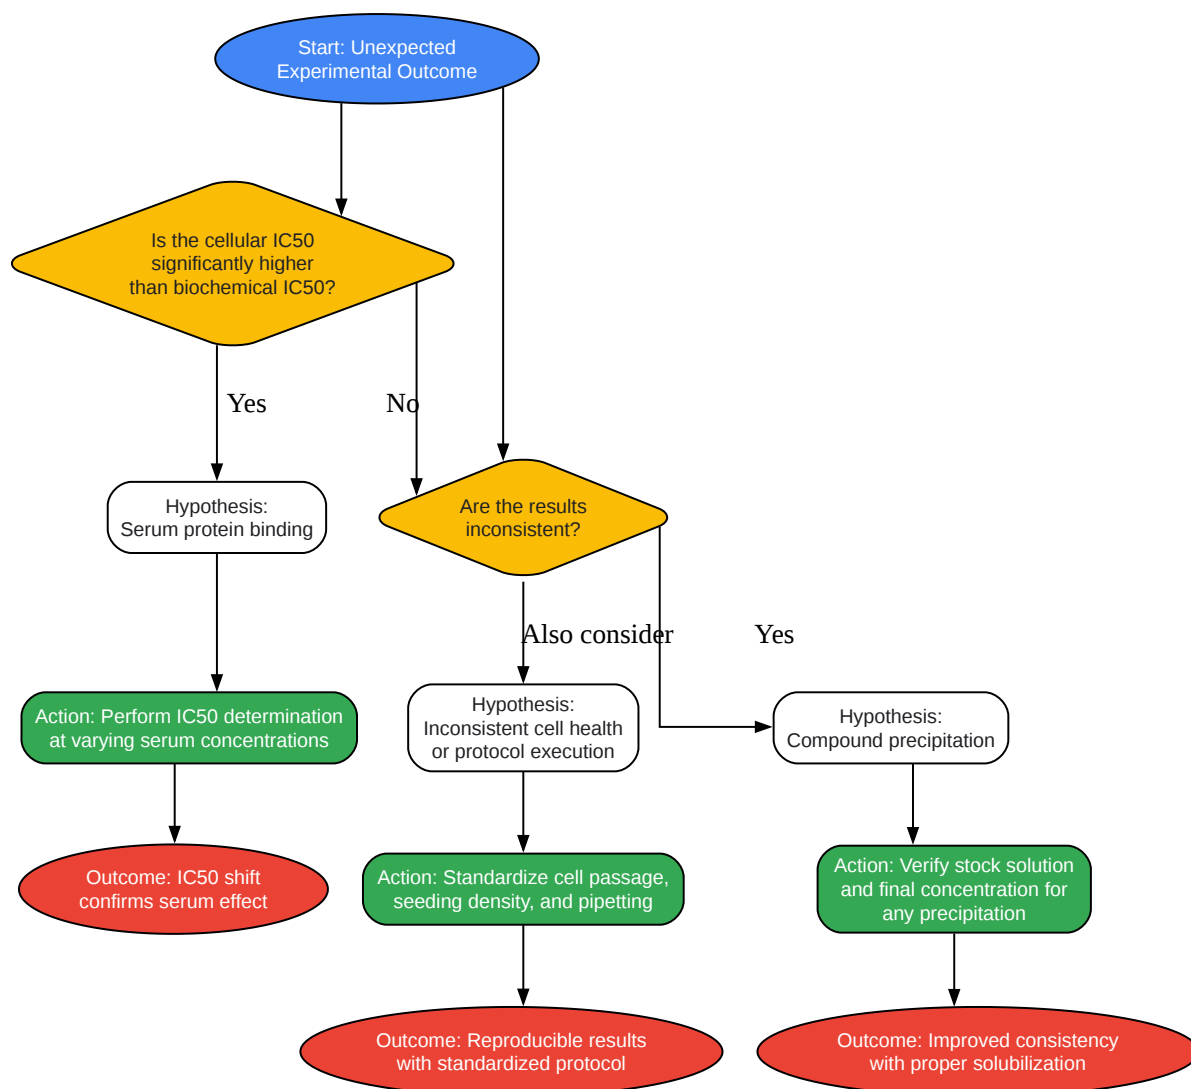 Start: Unexpected
Experimental Outcome
Is the cellular IC50
significantly higher
than biochemical IC50?
Yes
No
Hypothesis:
Serum protein binding
Are the results
inconsistent?
Also consider
Yes
Action: Perform IC50 determination
at varying serum concentrations
Hypothesis:
Inconsistent cell health
or protocol execution
Hypothesis:
Compound precipitation
Outcome: IC50 shift
confirms serum effect
Action: Standardize cell passage,
seeding density, and pipetting
Action: Verify stock solution
and final concentration for
any precipitation
Outcome: Reproducible results
with standardized protocol
Outcome: Improved consistency
with proper solubilization